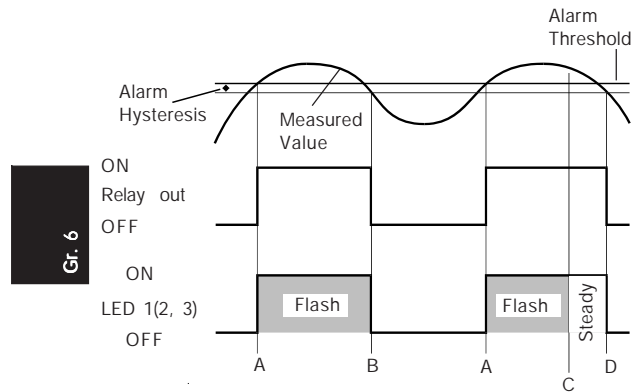 Alarm
Threshold
Alarm
Hysteresis
Measured
Value
ON
Relay out
OFF
Gr. 6
ON
LED 1(2, 3)
OFF
Flash
Flash
Steady
A
B
A
C
D